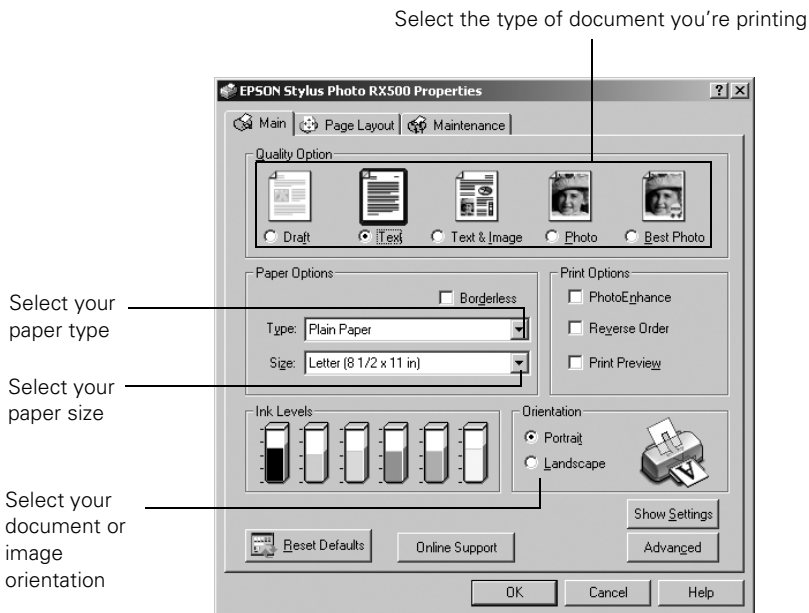 Select the type of document you're printing
EPSON Stylus Photo RX500 Properties
Main
Page Layout
Maintenance
Quality Option
Draft
Text
Text & Image
Photo
Best Photo
Paper Options
Borderless
Type: Plain Paper
Size: Letter (8 1/2 x 11 in)
Print Options
PhotoEnhance
Reverse Order
Print Preview
Select your
paper type
Select your
paper size
Ink Levels
Orientation
Portrait
Landscape
A
Select your
document or
image
orientation
Show Settings
Reset Defaults
Online Support
Advanced
OK
Cancel
Help